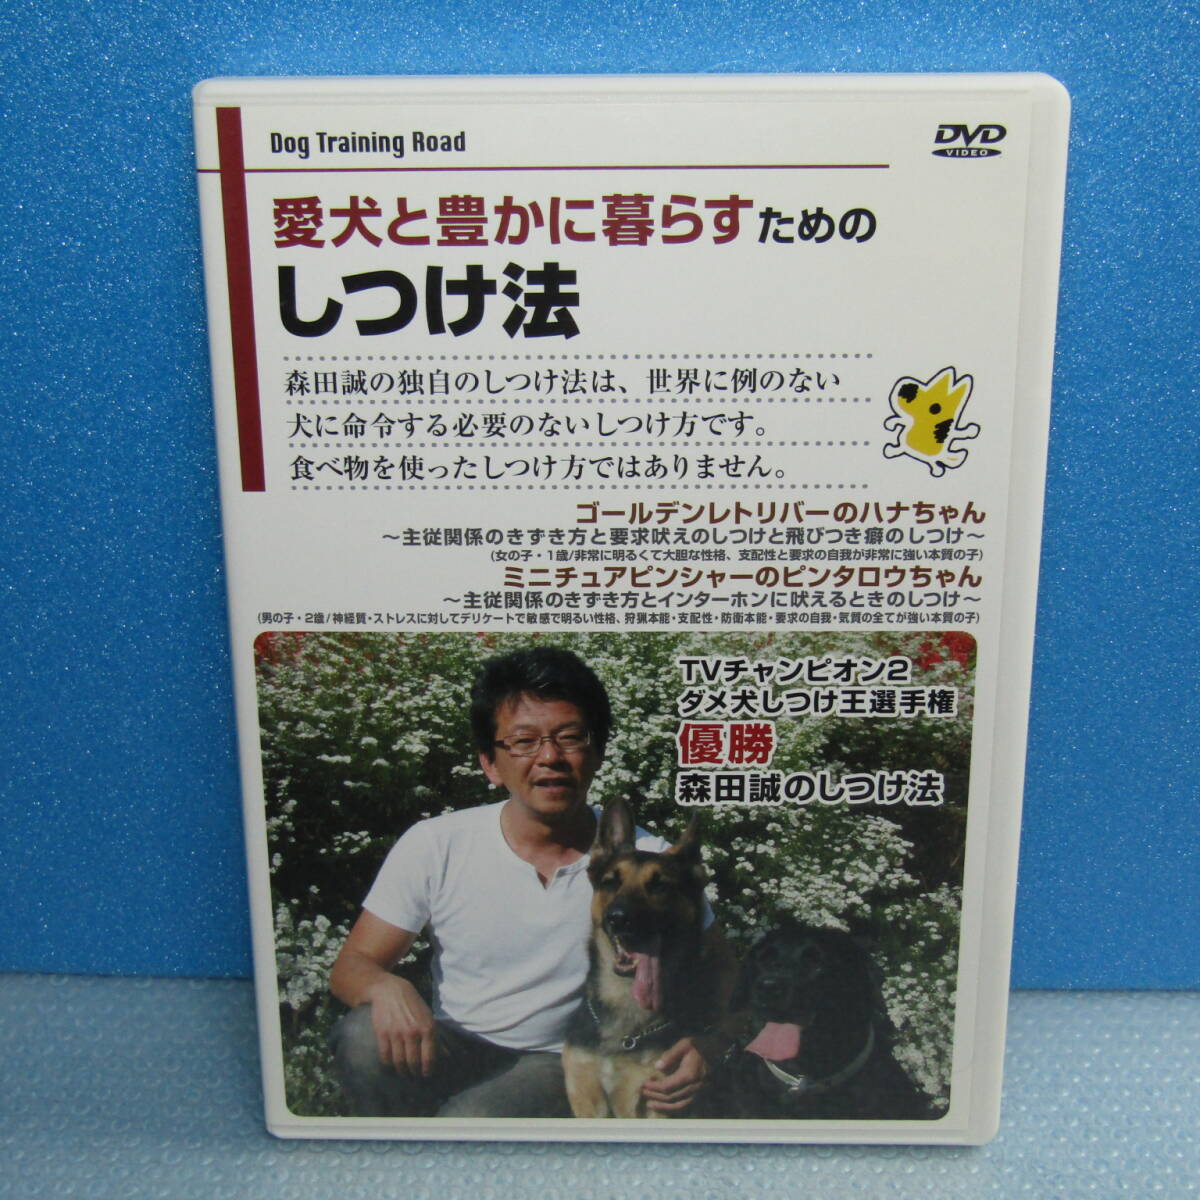 Dog Training Road
DVD
VIDEO
愛犬と豊かに暮らすための
しつけ法
森田誠の独自のしつけ法は、世界に例のない
犬に命令する必要のないしつけ方です。
食べ物を使ったしつけ方ではありません。
ゴールデンレトリバーのハナちゃん
〜主従関係のきずき方と要求吠えのしつけと飛びつき癖のしつけ〜
(女の子・1歳/非常に明るくて大胆な性格、支配性と要求の自我が非常に強い本質の子)
ミニチュアピンシャーのピンタロウちゃん
〜主従関係のきずき方とインターホンに吠えるときのしつけ〜
(男の子・2歳/神経質・ストレスに対してデリケートで敏感で明るい性格、狩猟本能・支配性・防衛本能・要求の自我・気質の全てが強い本質の子)
TVチャンピオン2
ダメ犬しつけ王選手権
優勝
森田誠のしつけ法